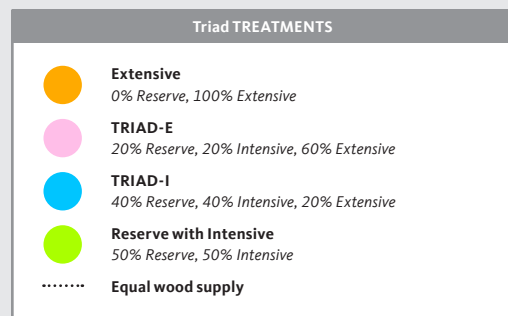 Triad TREATMENTS
Extensive
0% Reserve, 100% Extensive
TRIAD-E
20% Reserve, 20% Intensive, 60% Extensive
TRIAD-I
40% Reserve, 40% Intensive, 20% Extensive
Reserve with Intensive
50% Reserve, 50% Intensive
Equal wood supply